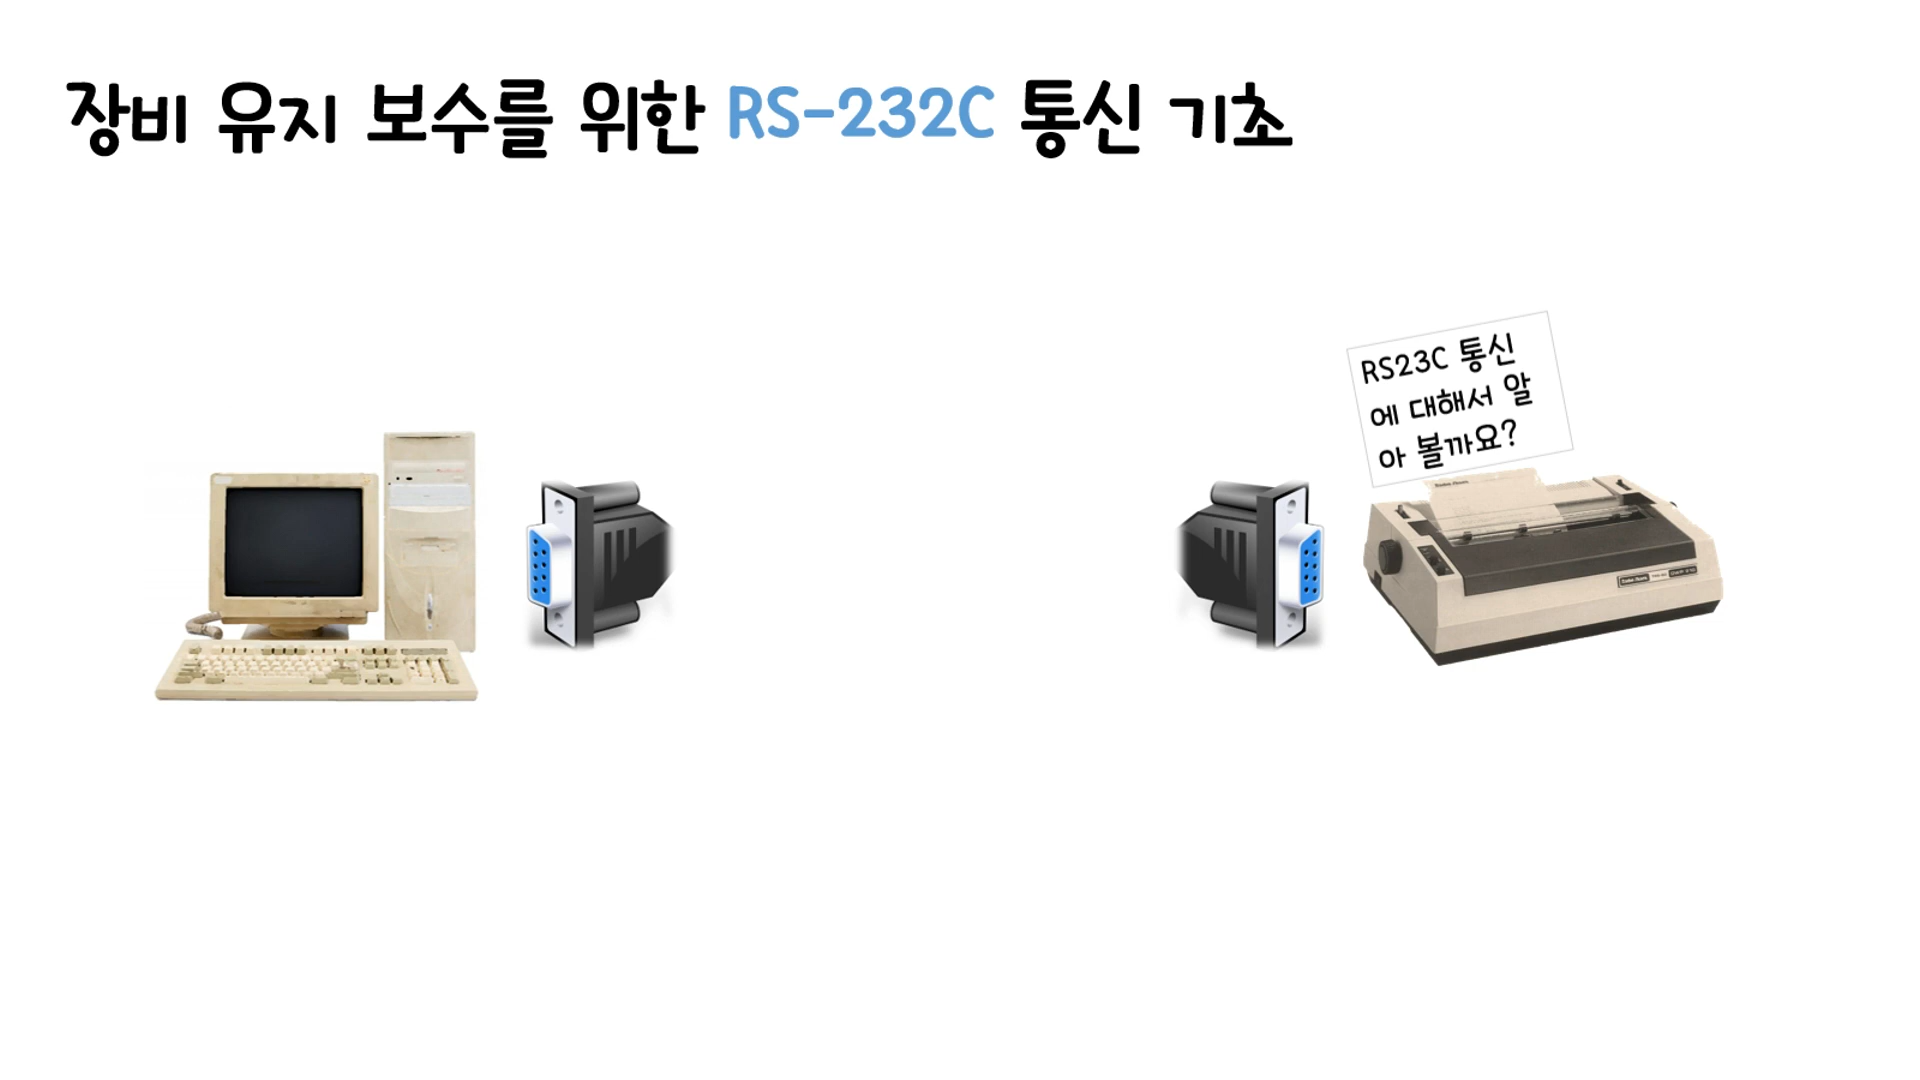 장비 유지 보수를 위한 RS-232C 통신 기초
RS23C 통신
에 대해서 알
아 볼까요?